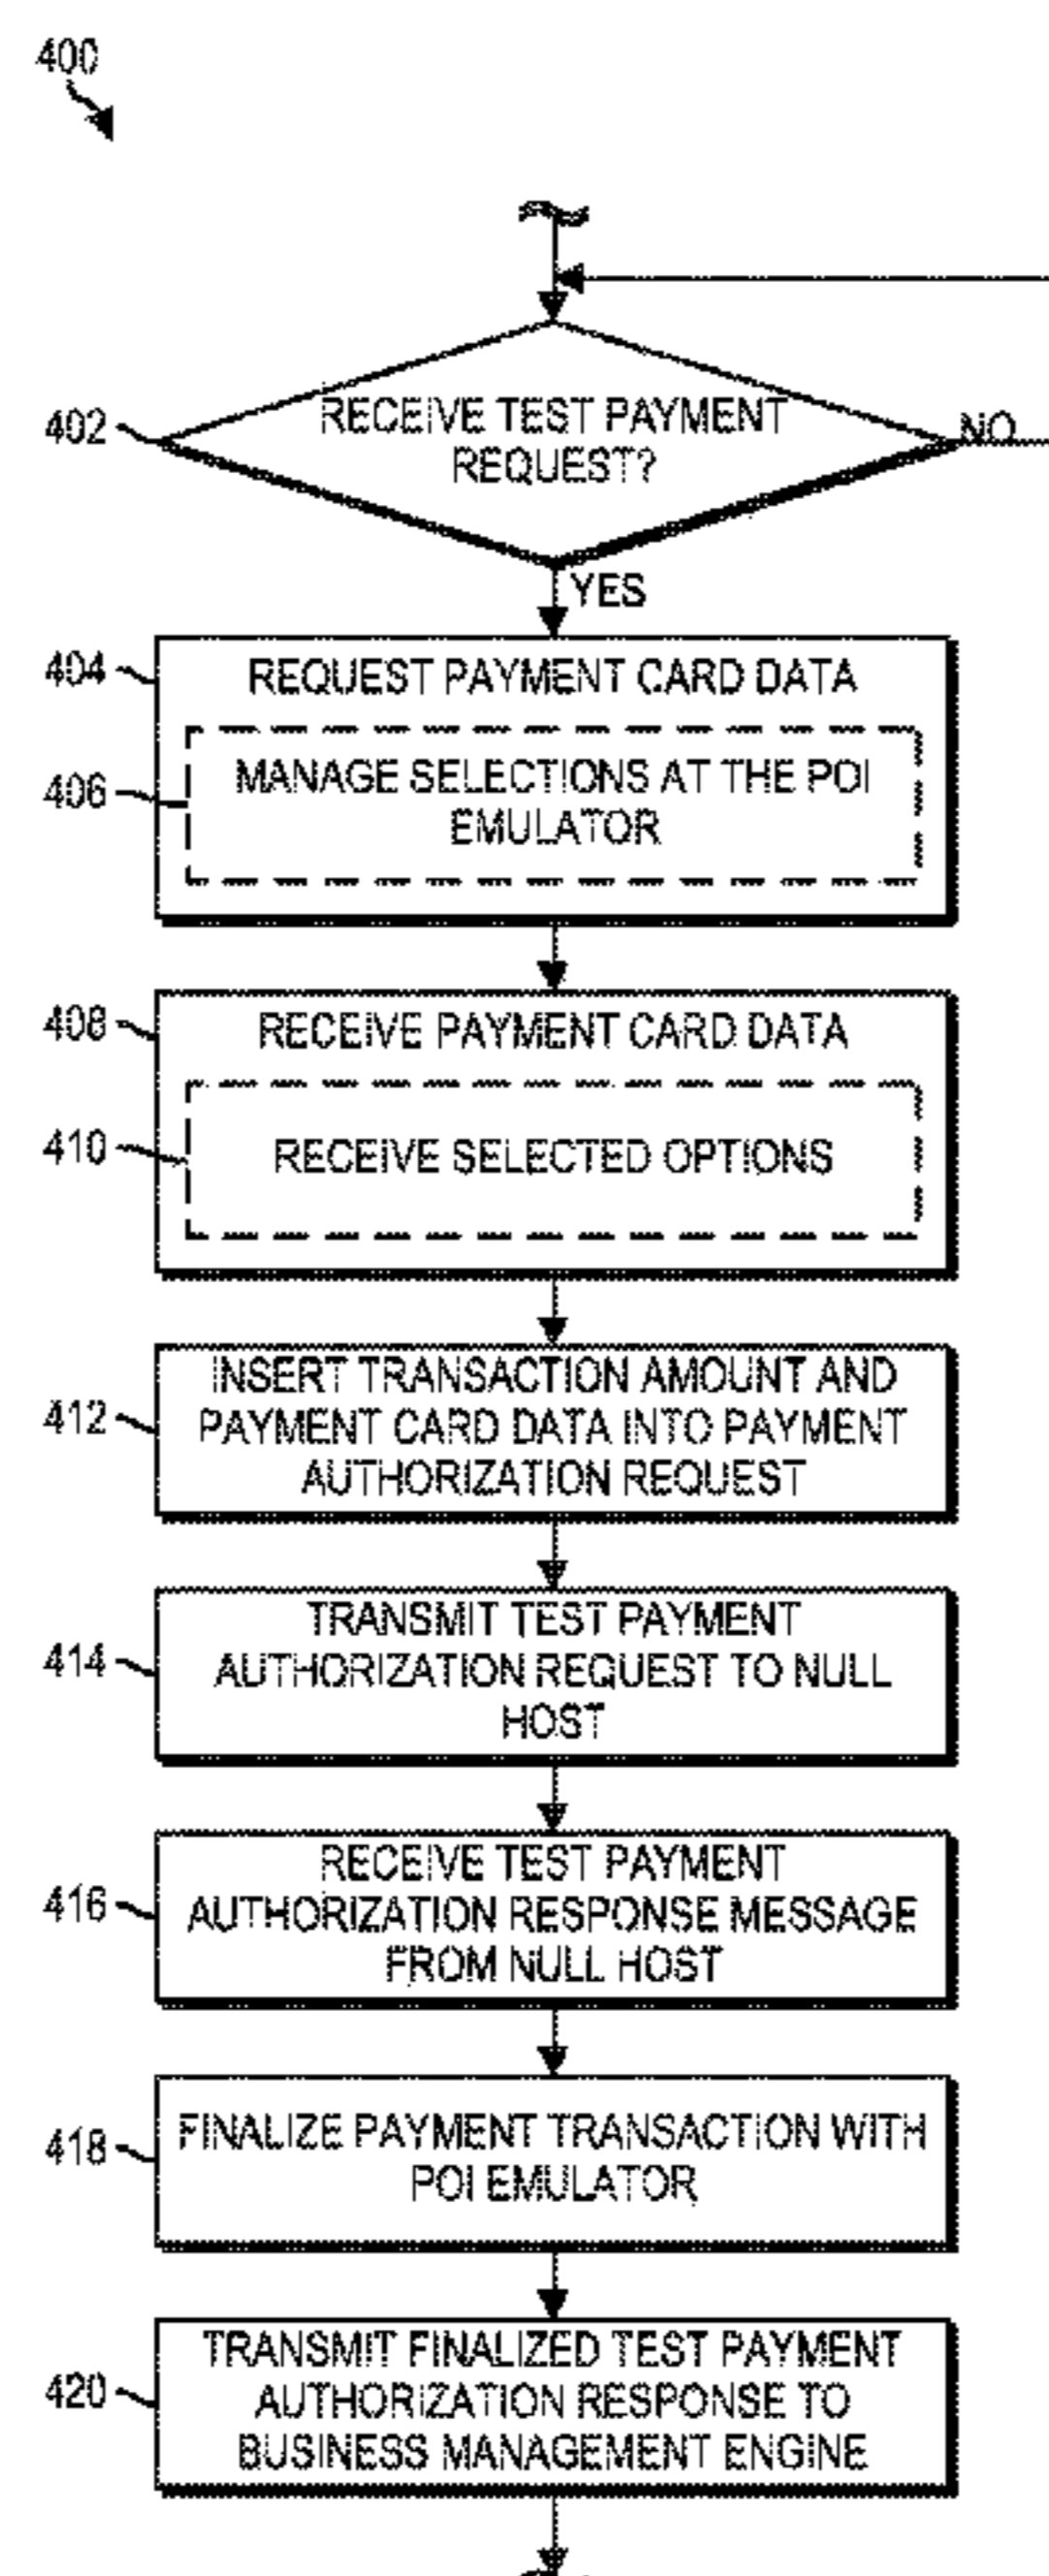 400
402
RECEIVE TEST PAYMENT
REQUEST?
NO
YES
404
REQUEST PAYMENT CARD DATA
406
MANAGE SELECTIONS AT THE POI
EMULATOR
408
RECEIVE PAYMENT CARD DATA
410
RECEIVE SELECTED OPTIONS
412
INSERT TRANSACTION AMOUNT AND
PAYMENT CARD DATA INTO PAYMENT
AUTHORIZATION REQUEST
414
TRANSMIT TEST PAYMENT
AUTHORIZATION REQUEST TO NULL
HOST
416
RECEIVE TEST PAYMENT
AUTHORIZATION RESPONSE MESSAGE
FROM NULL HOST
418
FINALIZE PAYMENT TRANSACTION WITH
POI EMULATOR
420
TRANSMIT FINALIZED TEST PAYMENT
AUTHORIZATION RESPONSE TO
BUSINESS MANAGEMENT ENGINE